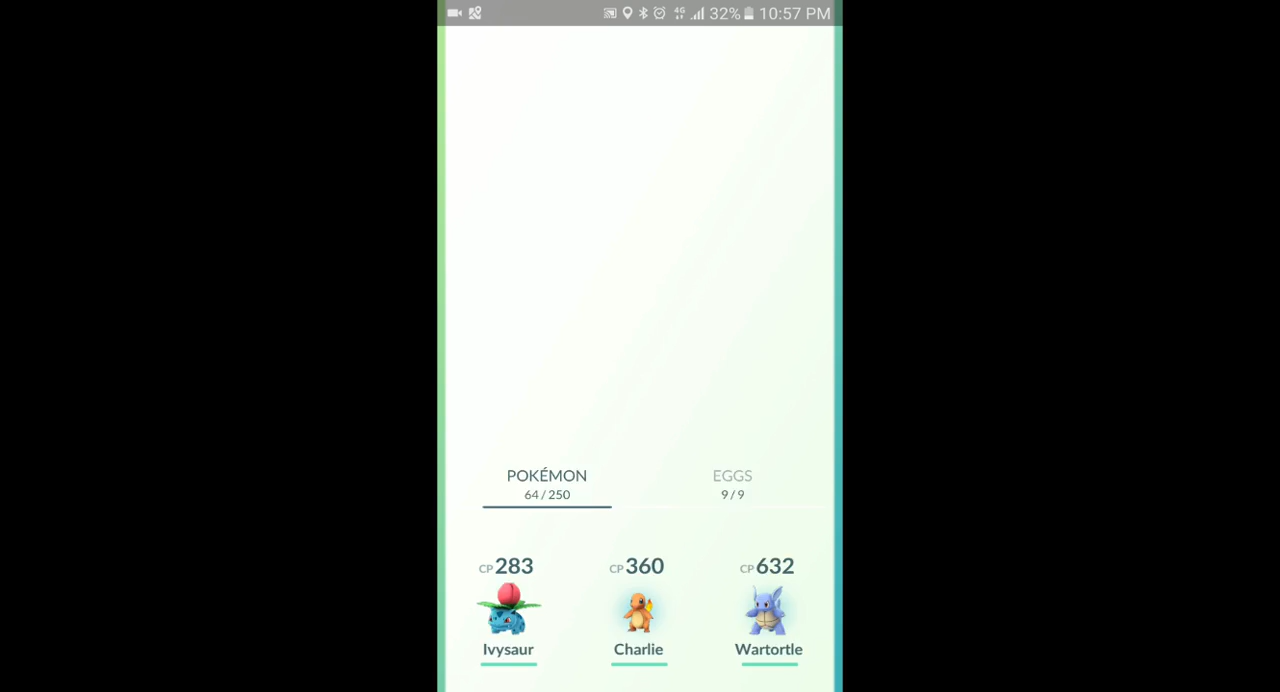 4G 32% 10:57 PM
POKÉMON EGGS
64 / 250 9 / 9
CP 283 CP 360 CP 632
Ivysaur Charlie Wartortle